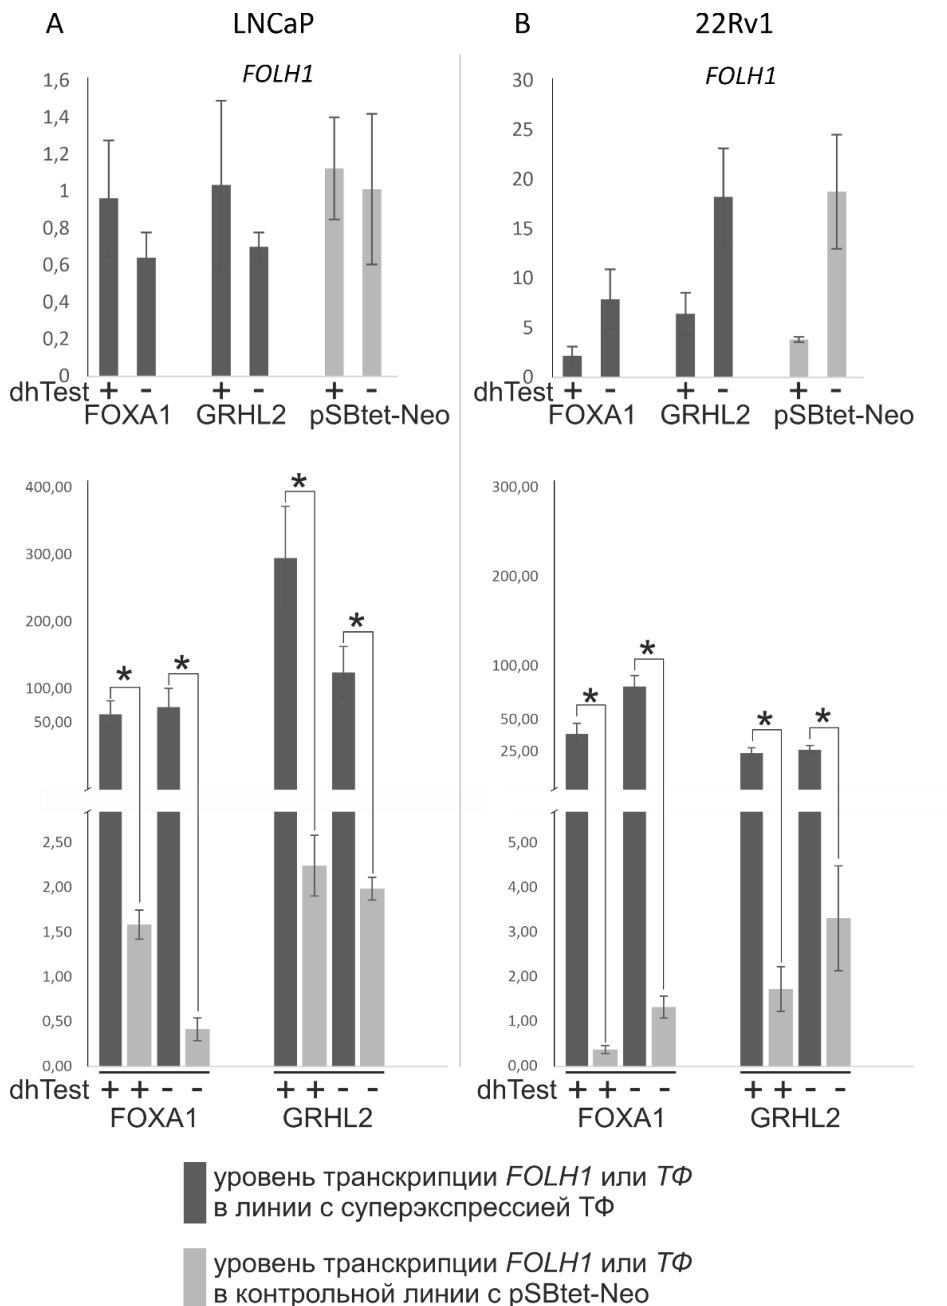 A LNCaP
B 22Rv1
FOLH1
1,6
1,4
1,2
1
0,8
0,6
0,4
0,2
0
dhTest + - + - + -
FOXA1 GRHL2 pSBtet-Neo
FOLH1
30
25
20
15
10
5
0
dhTest + - + - + -
FOXA1 GRHL2 pSBtet-Neo
400,00
300,00
200,00
100,00
50,00
2,50
2,00
1,50
1,00
0,50
0,00
* * * *
dhTest + + - - + + - -
FOXA1 GRHL2
300,00
200,00
100,00
50,00
25,00
5,00
4,00
3,00
2,00
1,00
0,00
* * * *
dhTest + + - - + + - -
FOXA1 GRHL2
уровень транскрипции FOLH1 или ТФ
в линии с суперэкспрессией ТФ
уровень транскрипции FOLH1 или ТФ
в контрольной линии с pSBtet-Neo